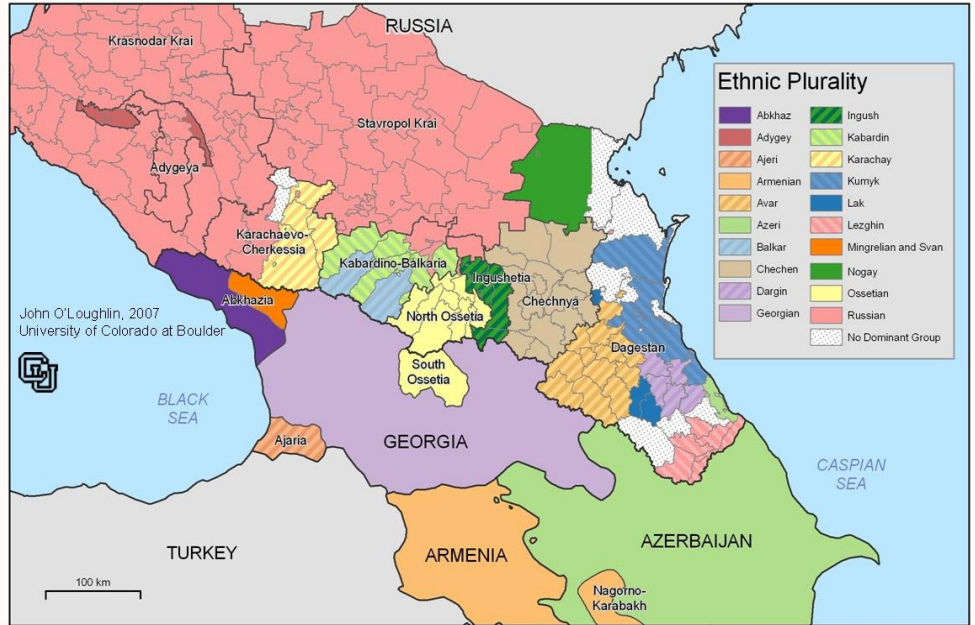 RUSSIA
Krasnodar Krai
Stavropol Krai
Adygeya
Karachaevo-
Cherkessia
Kabardino-Balkaria
Ingushetia
Abkhazia
North Ossetia
Chechnya
John O'Loughlin, 2007
University of Colorado at Boulder
CU
South
Ossetia
Dagestan
BLACK
SEA
Ajaria
GEORGIA
CASPIAN
SEA
TURKEY
ARMENIA
AZERBAIJAN
Nagorno-
Karabakh
100 km
Ethnic Plurality
Abkhaz
Adygey
Ajeri
Armenian
Avar
Azeri
Balkar
Chechen
Dargin
Georgian
Ingush
Kabardin
Karachay
Kumyk
Lak
Lezghin
Mingrelian and Svan
Nogay
Ossetian
Russian
No Dominant Group